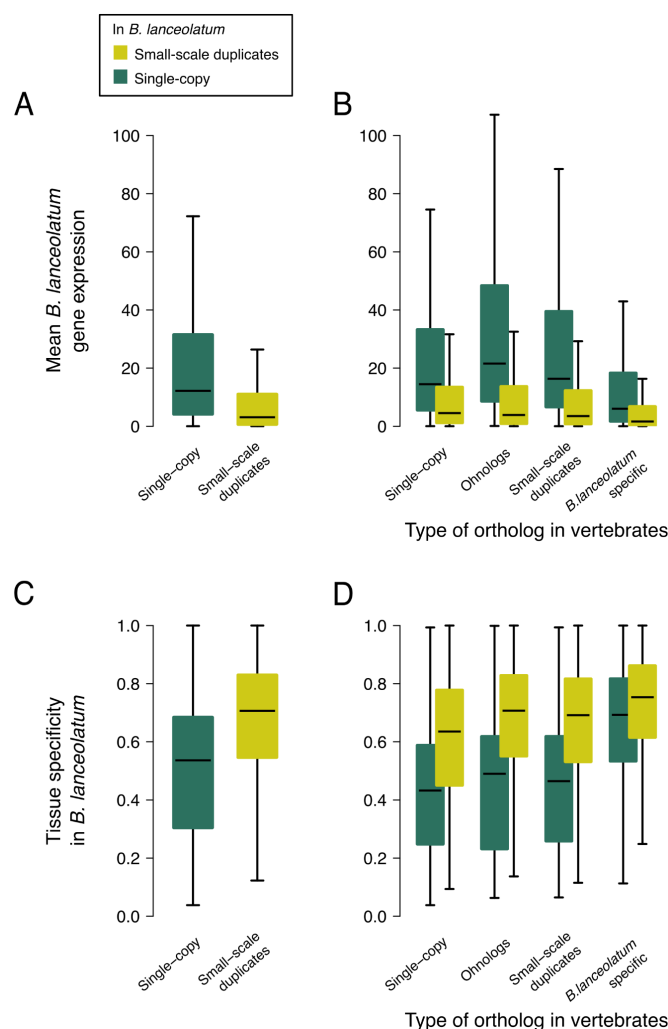 In B. lanceolatum
Small-scale duplicates
Single-copy
A
B
Mean B. lanceolatum
gene expression
100
80
60
40
20
0
Single-copy
Small-scale
duplicates
100
80
60
40
20
0
Single-copy
Ohnologs
Small-scale
duplicates
B.lanceolatum
specific
Type of ortholog in vertebrates
C
D
Tissue specificity
in B. lanceolatum
1.0
0.8
0.6
0.4
0.2
0.0
Single-copy
Small-scale
duplicates
1.0
0.8
0.6
0.4
0.2
0.0
Single-copy
Ohnologs
Small-scale
duplicates
B.lanceolatum
specific
Type of ortholog in vertebrates